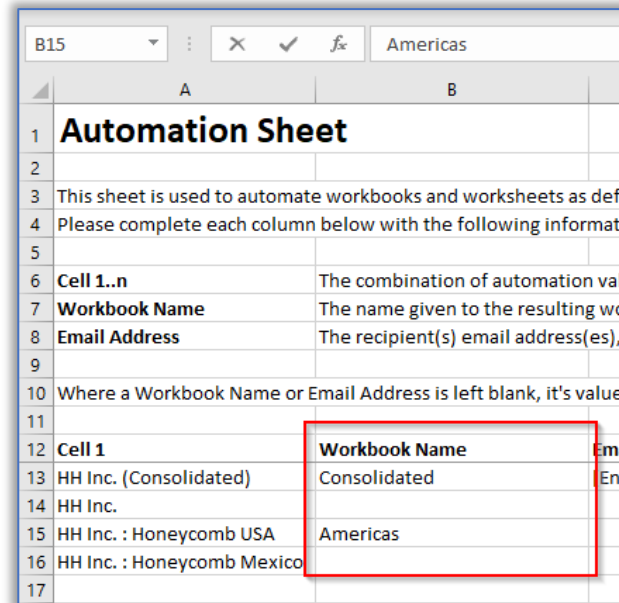 B15 fx Americas
A B
1 Automation Sheet
2
3 This sheet is used to automate workbooks and worksheets as def
4 Please complete each column below with the following informat
5
6 Cell 1..n The combination of automation val
7 Workbook Name The name given to the resulting wo
8 Email Address The recipient(s) email address(es),
9
10 Where a Workbook Name or Email Address is left blank, it's value
11
12 Cell 1 Workbook Name Em
13 HH Inc. (Consolidated) Consolidated [En
14 HH Inc.
15 HH Inc. : Honeycomb USA Americas
16 HH Inc. : Honeycomb Mexico
17